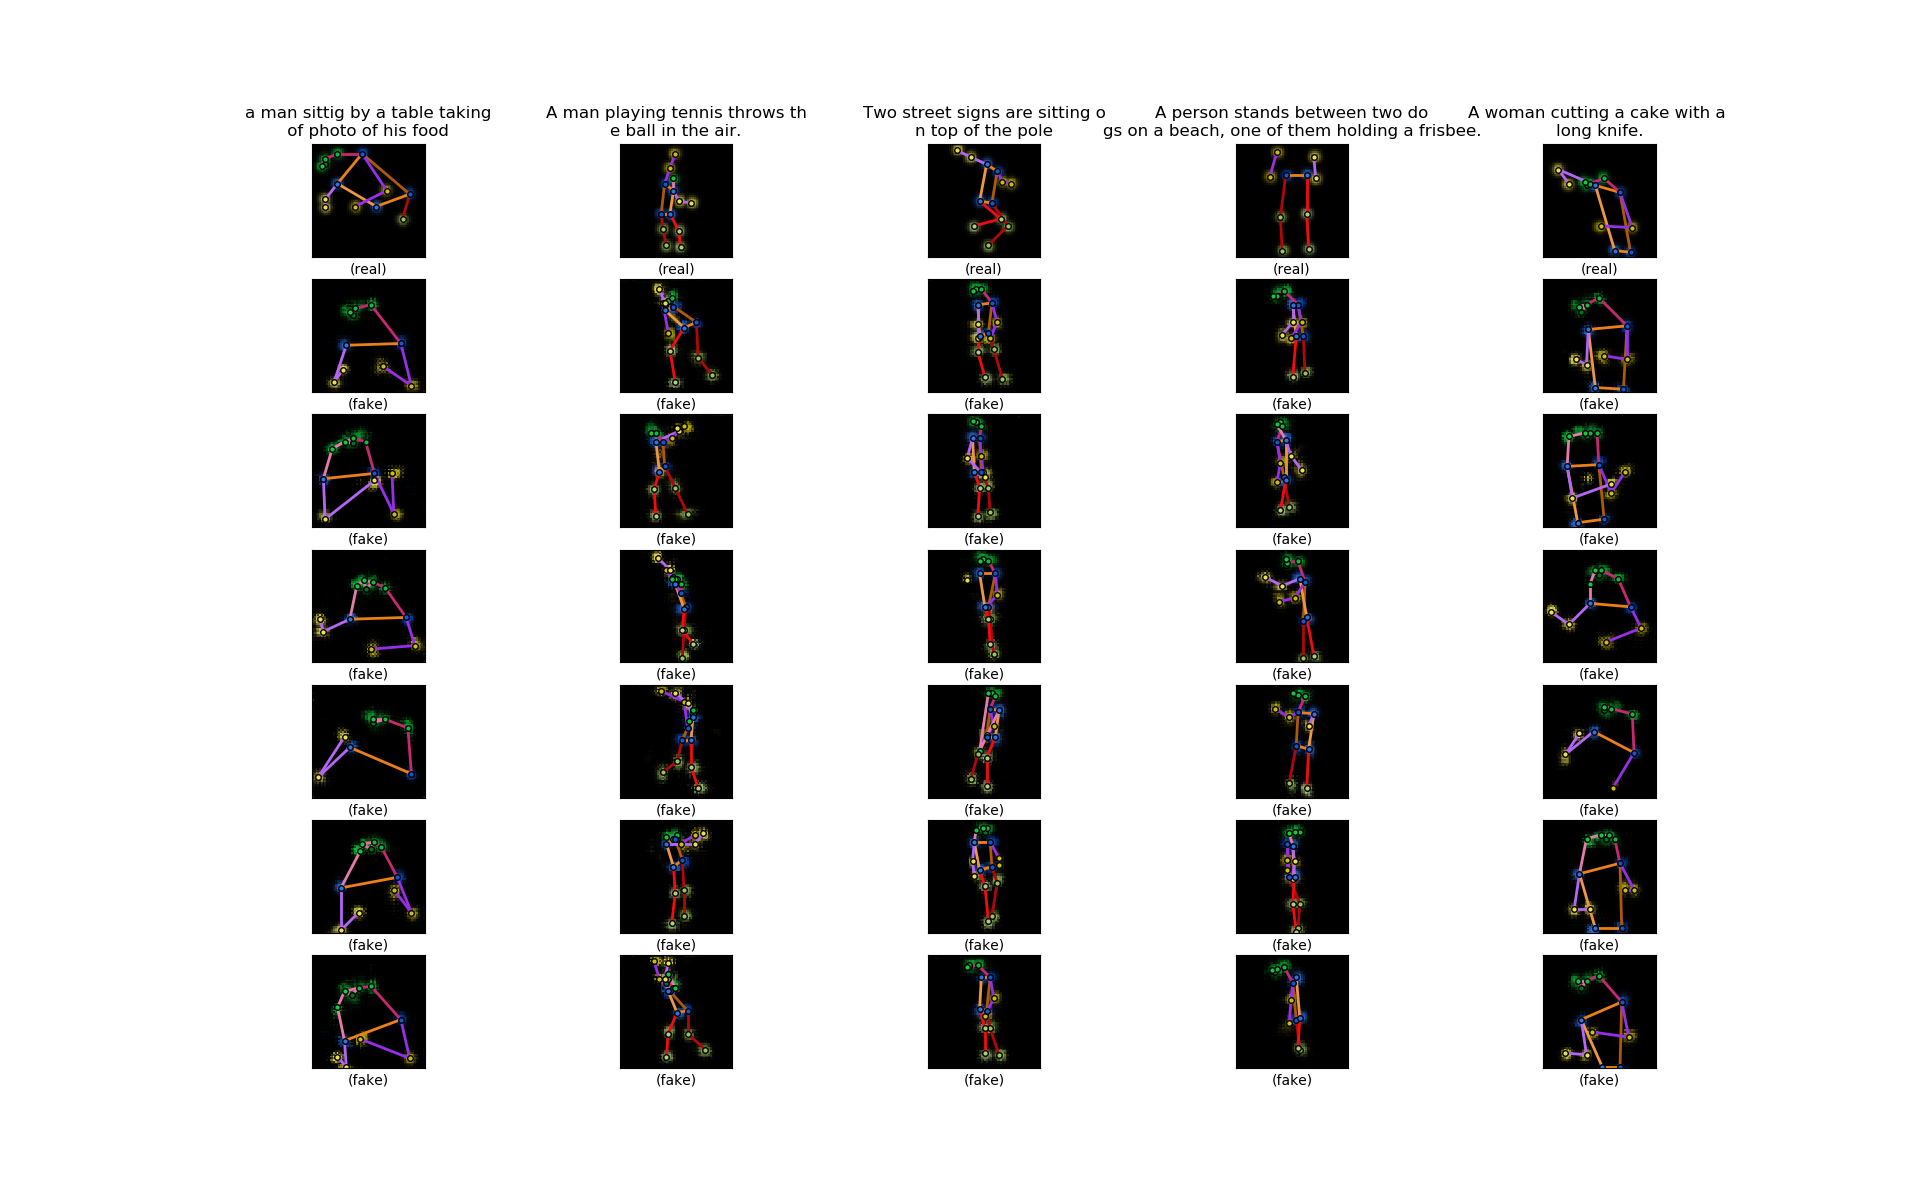 a man sittig by a table taking
of photo of his food
A man playing tennis throws th
e ball in the air.
Two street signs are sitting o
n top of the pole
A person stands between two do
gs on a beach, one of them holding a frisbee.
A woman cutting a cake with a
long knife.
(real) (real) (real) (real) (real)
(fake) (fake) (fake) (fake) (fake)
(fake) (fake) (fake) (fake) (fake)
(fake) (fake) (fake) (fake) (fake)
(fake) (fake) (fake) (fake) (fake)
(fake) (fake) (fake) (fake) (fake)
(fake) (fake) (fake) (fake) (fake)